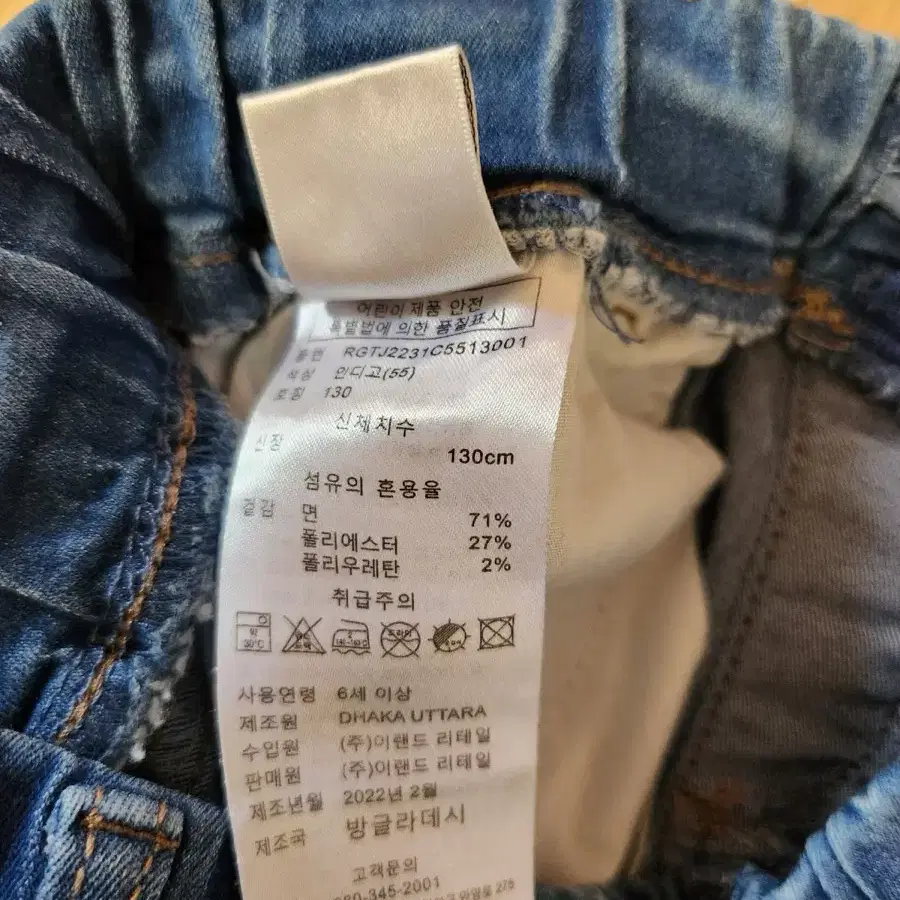 어린이제품 안전
특별법에 의한 품질표시
품번 RGTJ2231C5513001
색상 인디고(55)
호칭 130
신체치수
신장 130cm
섬유의 혼용율
겉감 면 71%
폴리에스터 27%
폴리우레탄 2%
취급주의
약 30℃
사용연령 6세 이상
제조원 DHAKA UTTARA
수입원 (주)이랜드 리테일
판매원 (주)이랜드 리테일
제조년월 2022년 2월
제조국 방글라데시
고객문의
080-345-2001
275